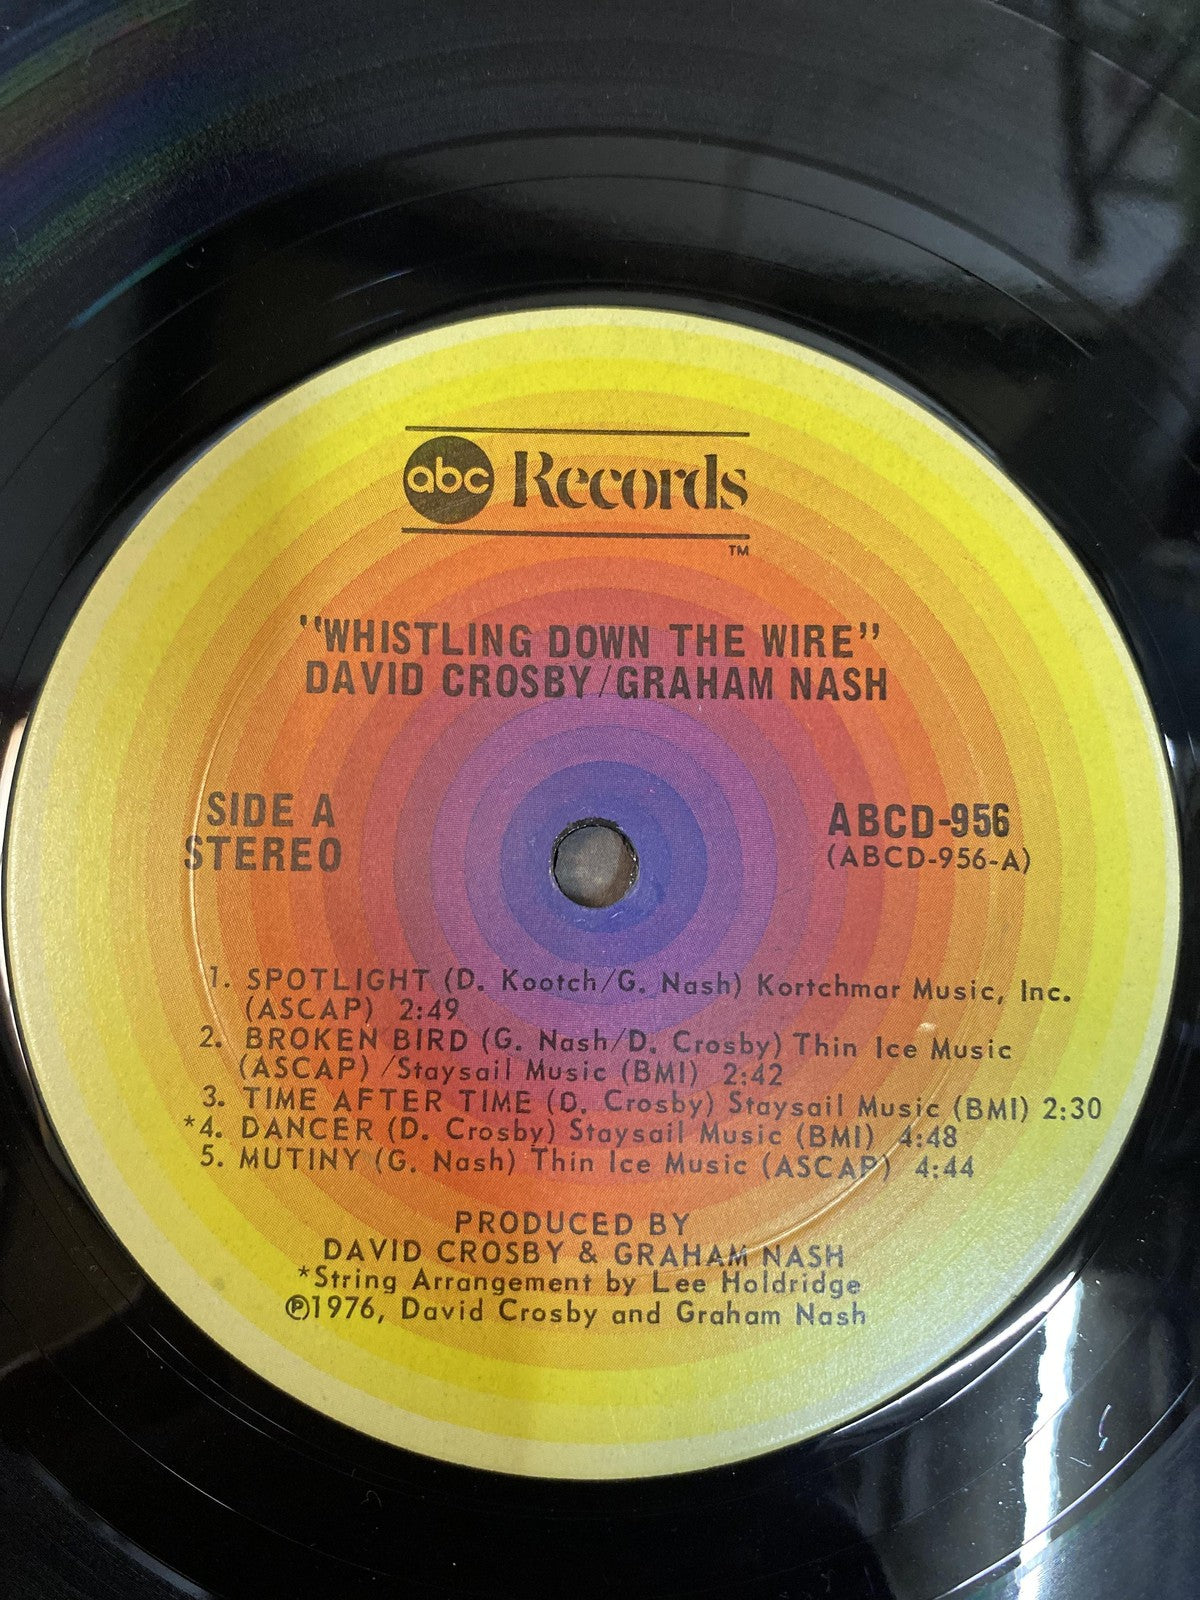 abc Records
TM
"WHISTLING DOWN THE WIRE"
DAVID CROSBY/GRAHAM NASH
SIDE A
STEREO
ABCD-956
(ABCD-956-A)
1. SPOTLIGHT (D. Kootch/G. Nash) Kortchmar Music, Inc.
(ASCAP) 2:49
2. BROKEN BIRD (G. Nash/D. Crosby) Thin Ice Music
(ASCAP) /Staysail Music (BMI) 2:42
3. TIME AFTER TIME (D. Crosby) Staysail Music (BMI) 2:30
*4. DANCER (D. Crosby) Staysail Music (BMI) 4:48
5. MUTINY (G. Nash) Thin Ice Music (ASCAP) 4:44
PRODUCED BY
DAVID CROSBY & GRAHAM NASH
*String Arrangement by Lee Holdridge
℗1976, David Crosby and Graham Nash